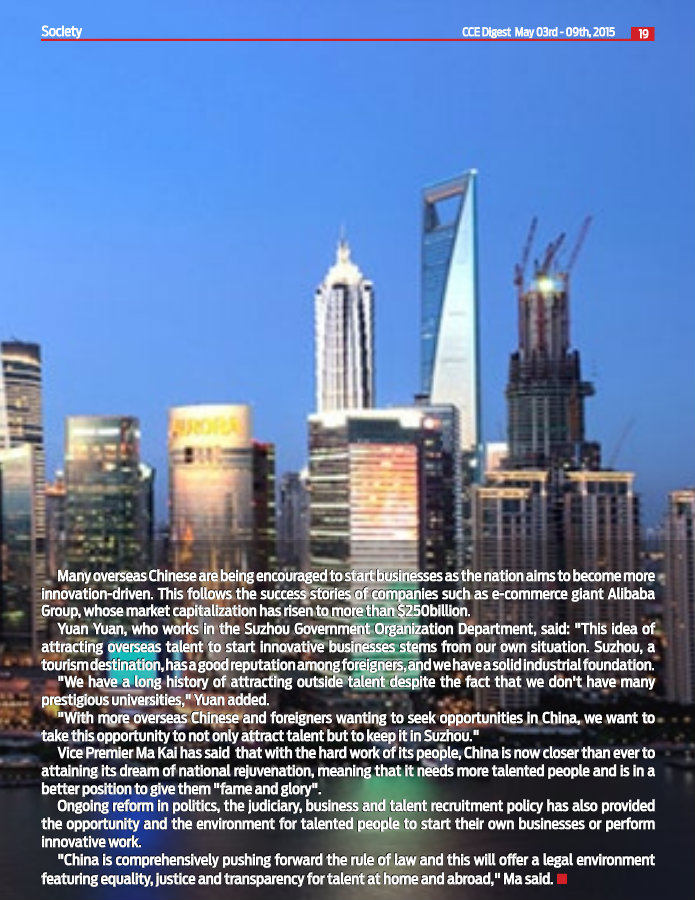 Society
CCE Digest May 03rd - 09th, 2015 19
AURORA
Many overseas Chinese are being encouraged to start businesses as the nation aims to become more
innovation-driven. This follows the success stories of companies such as e-commerce giant Alibaba
Group, whose market capitalization has risen to more than $250billion.
Yuan Yuan, who works in the Suzhou Government Organization Department, said: "This idea of
attracting overseas talent to start innovative businesses stems from our own situation. Suzhou, a
tourism destination, has a good reputation among foreigners, and we have a solid industrial foundation.
"We have a long history of attracting outside talent despite the fact that we don't have many
prestigious universities," Yuan added.
"With more overseas Chinese and foreigners wanting to seek opportunities in China, we want to
take this opportunity to not only attract talent but to keep it in Suzhou."
Vice Premier Ma Kai has said that with the hard work of its people, China is now closer than ever to
attaining its dream of national rejuvenation, meaning that it needs more talented people and is in a
better position to give them "fame and glory".
Ongoing reform in politics, the judiciary, business and talent recruitment policy has also provided
the opportunity and the environment for talented people to start their own businesses or perform
innovative work.
"China is comprehensively pushing forward the rule of law and this will offer a legal environment
featuring equality, justice and transparency for talent at home and abroad," Ma said.